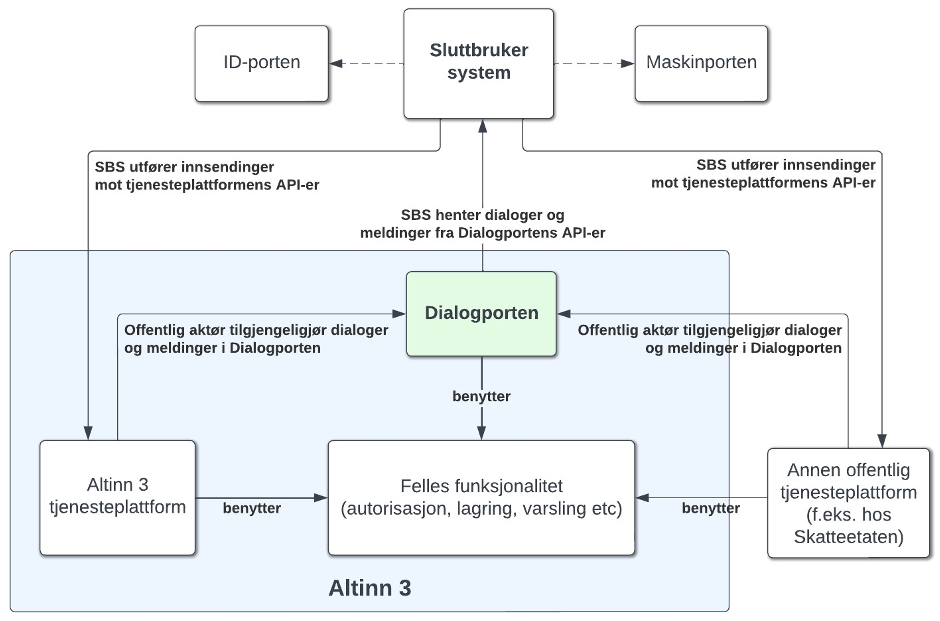 ID-porten
Sluttbruker
system
Maskinporten
SBS utfører innsendinger
mot tjenesteplattformens API-er
SBS utfører innsendinger
mot tjenesteplattformens API-er
SBS henter dialoger og
meldinger fra Dialogportens API-er
Dialogporten
Offentlig aktør tilgjengeligjør dialoger
og meldinger i Dialogporten
Offentlig aktør tilgjengeligjør dialoger
og meldinger i Dialogporten
benytter
Altinn 3
tjenesteplattform
benytter
Felles funksjonalitet
(autorisasjon, lagring, varsling etc)
benytter
Annen offentlig
tjenesteplattform
(f.eks. hos
Skatteetaten)
Altinn 3